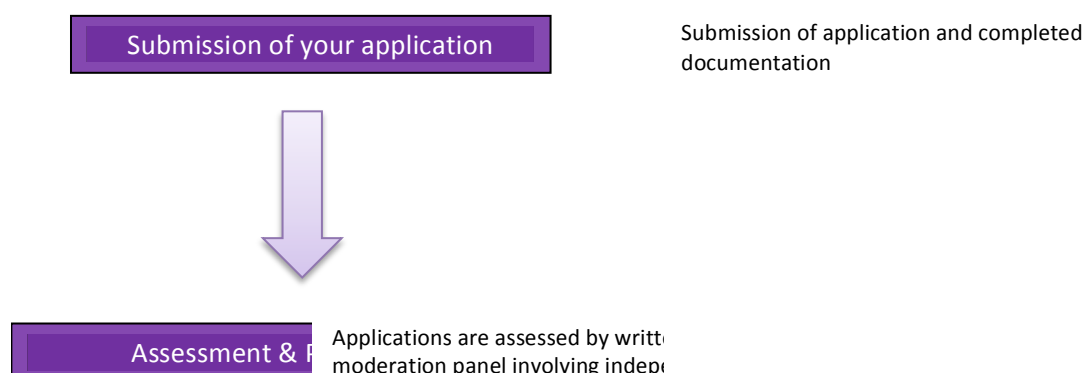 Submission of your application
Submission of application and completed
documentation
Assessment &
Applications are assessed by
moderation panel involving